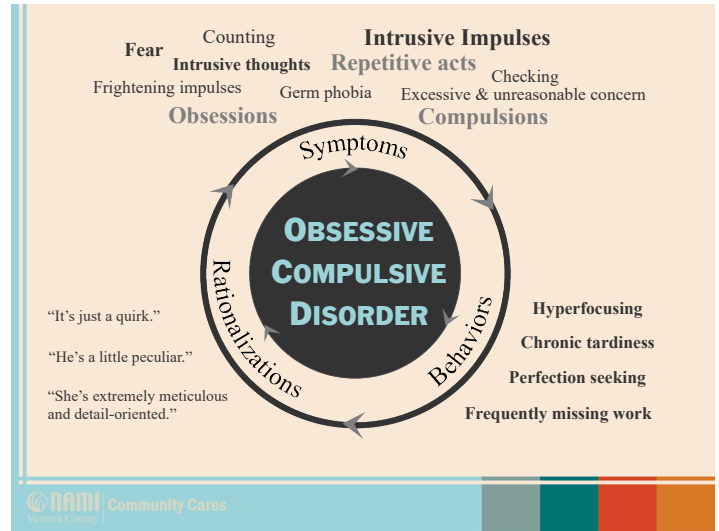 Fear
Counting
Intrusive Impulses
Intrusive thoughts
Repetitive acts
Frightening impulses
Germ phobia
Checking
Excessive & unreasonable concern
Obsessions
Compulsions
Symptoms
OBSESSIVE
COMPULSIVE
DISORDER
Rationalizations
Behaviors
“It’s just a quirk.”
“He’s a little peculiar.”
“She’s extremely meticulous
and detail-oriented.”
Hyperfocusing
Chronic tardiness
Perfection seeking
Frequently missing work
NAMI
Ventura County
Community Cares